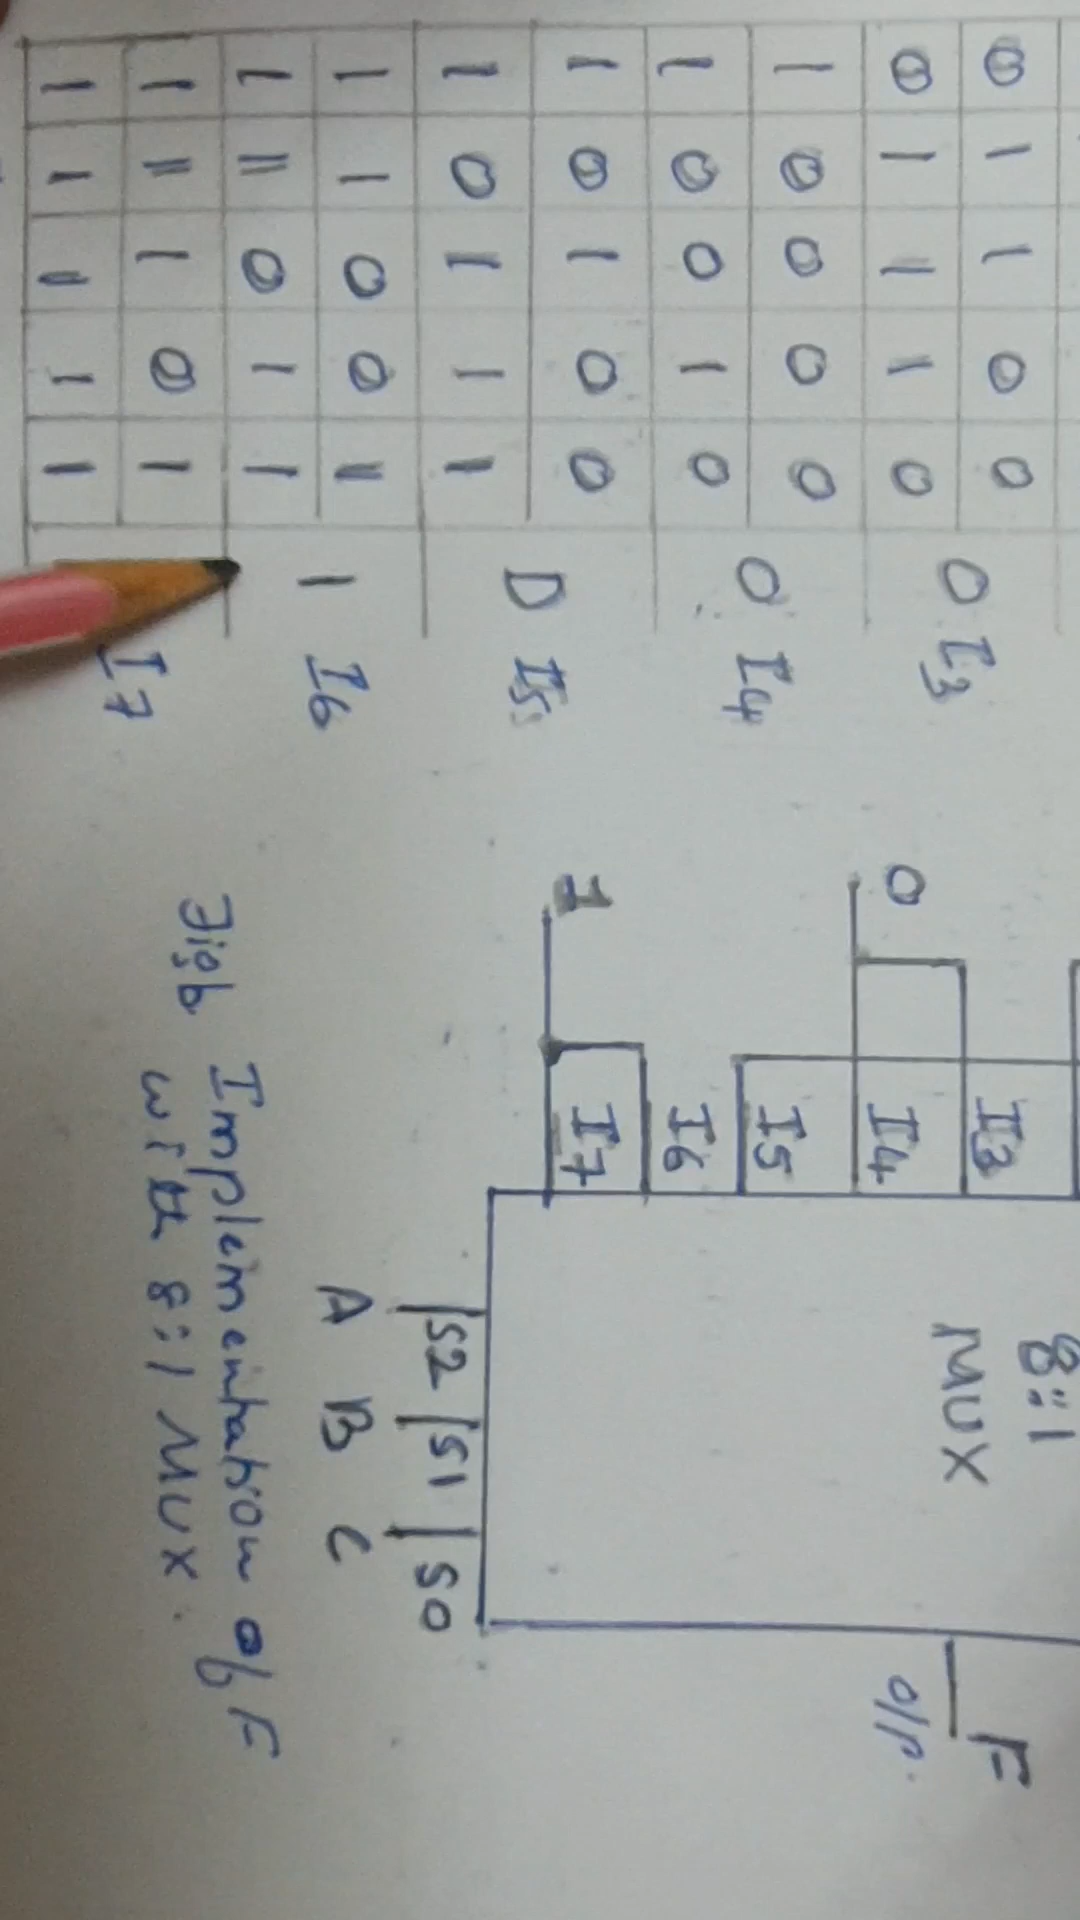 0 1 1 0 0
0 1 1 1 0
0 I3
1 0 0 0 0
1 0 0 1 0
0 I4
1 0 1 0 0
1 0 1 1 1
D I5
1 1 0 0 1
1 1 0 1 1
1 I6
1 1 1 0 1
1 1 1 1 1
I7
8:1
MUX
F
o/p.
I3
0
I4
I5
I6
1
I7
S2 S1 S0
A B C
Fig b Implementation of F
with 8:1 MUX.